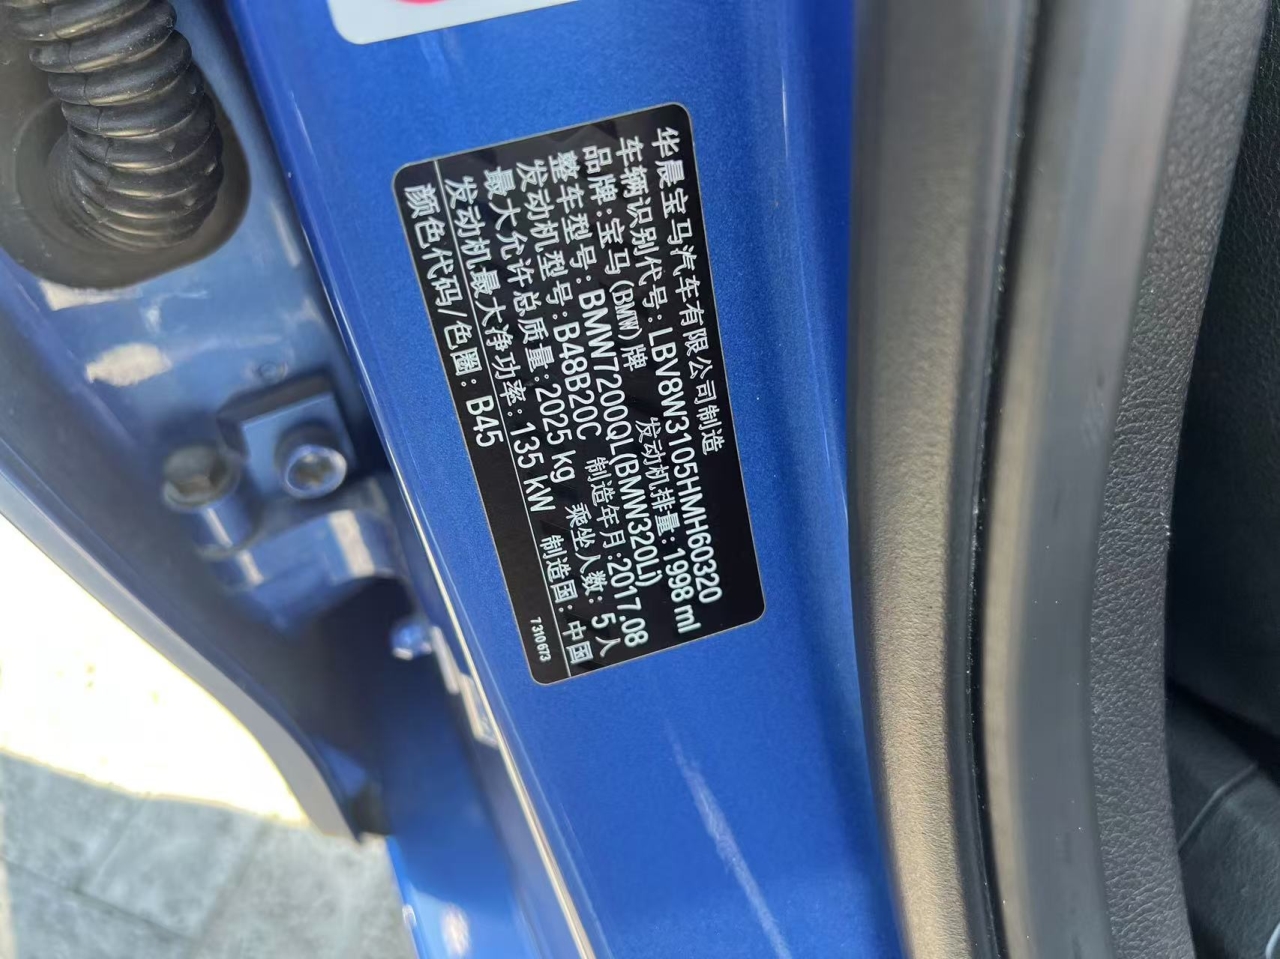 华晨宝马汽车有限公司制造
车辆识别代号: LBV8W3105HMH60320
品牌:宝马(BMW)牌 发动机排量: 1998 ml
整车型号: BMW7200QL(BMW320Li)
发动机型号: B48B20C 制造年月:2017.08
最大允许总质量: 2025 kg 乘坐人数: 5 人
发动机最大净功率: 135 kW 制造国: 中国
颜色代码/色圈: B45 7310673